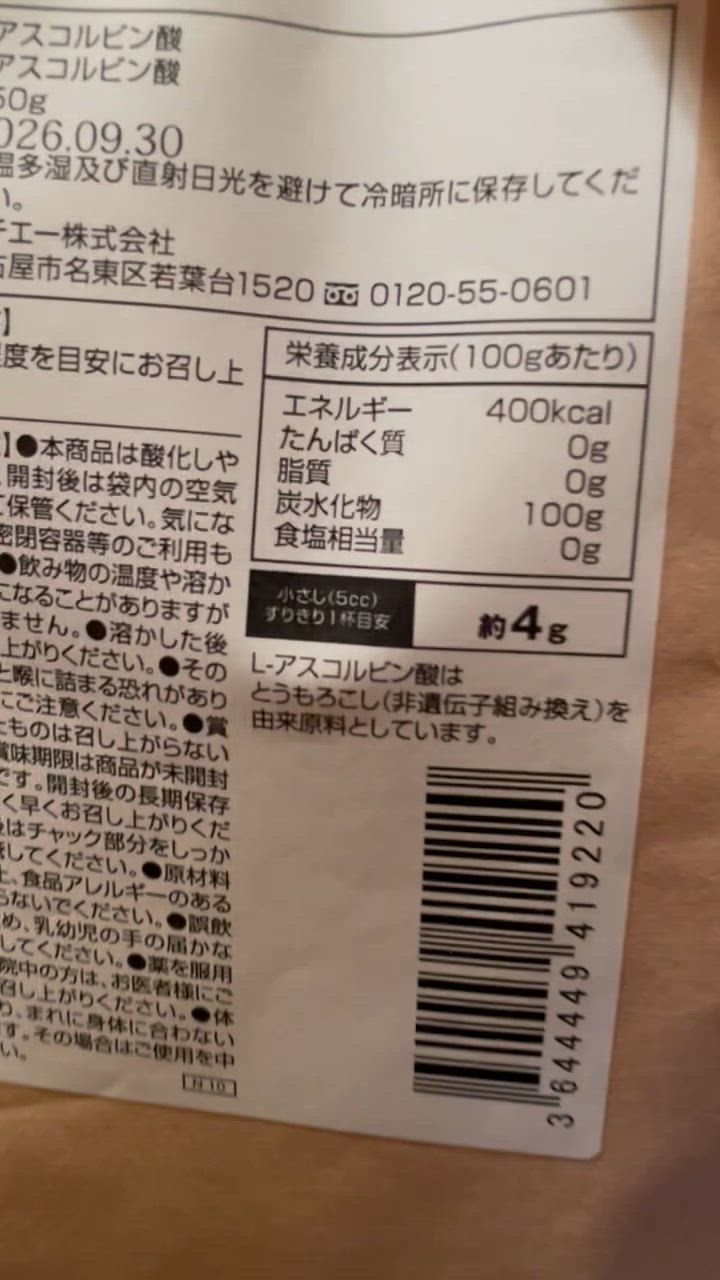 アスコルビン酸
アスコルビン酸
50g
026.09.30
温多湿及び直射日光を避けて冷暗所に保存してくだ
い。
チエー株式会社
古屋市名東区若葉台1520 0120-55-0601
】
程度を目安にお召し上
栄養成分表示(100gあたり)
エネルギー 400kcal
たんぱく質 0g
脂質 0g
炭水化物 100g
食塩相当量 0g
小さじ(5cc)
すりきり1杯目安
約4g
L-アスコルビン酸は
とうもろこし(非遺伝子組み換え)を
由来原料としています。
】●本商品は酸化しや
、開封後は袋内の空気
て保管ください。気にな
密閉容器等のご利用も
●飲み物の温度や溶か
になることがありますが
ません。●溶かした後
上がりください。●その
と喉に詰まる恐れがあり
にご注意ください。●賞
たものは召し上がらない
賞味期限は商品が未開封
です。開封後の長期保存
く早くお召し上がりくだ
後はチャック部分をしっか
管してください。●原材料
上、食品アレルギーのある
らないでください。●誤飲
め、乳幼児の手の届かな
してください。●薬を服用
院中の方は、お医者様にご
召し上がりください。●体
り、まれに身体に合わない
す。その場合はご使用を中
い。
N 10
3 644449 419220